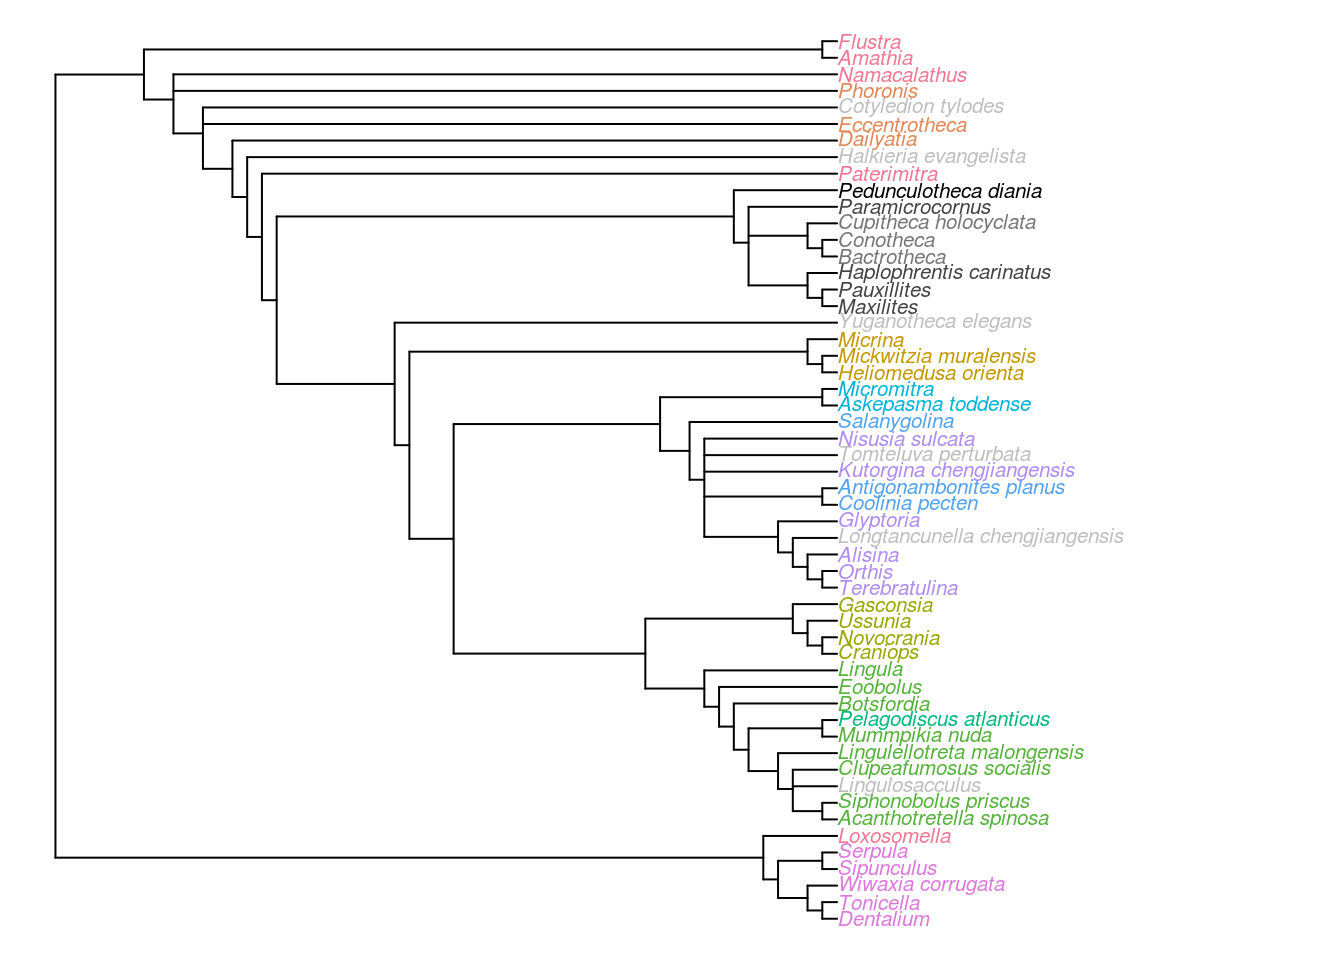 Flustra
Amathia
Namacalathus
Phoronis
Cotyledion tylodes
Eccentrotheca
Dailyatia
Halkieria evangelista
Paterimitra
Pedunculotheca diania
Paramicrocornus
Cupitheca holocyclata
Conotheca
Bactrotheca
Haplophrentis carinatus
Pauxillites
Maxilites
Yuganotheca elegans
Micrina
Mickwitzia muralensis
Heliomedusa orienta
Micromitra
Askepasma toddense
Salanygolina
Nisusia sulcata
Tomteluva perturbata
Kutorgina chengjiangensis
Antigonambonites planus
Coolinia pecten
Glyptoria
Longtancunella chengjiangensis
Alisina
Orthis
Terebratulina
Gasconsia
Ussunia
Novocrania
Craniops
Lingula
Eoobolus
Botsfordia
Pelagodiscus atlanticus
Mummpikia nuda
Lingulellotreta malongensis
Clupeafumosus socialis
Lingulosacculus
Siphonobolus priscus
Acanthotretella spinosa
Loxosomella
Serpula
Sipunculus
Wiwaxia corrugata
Tonicella
Dentalium